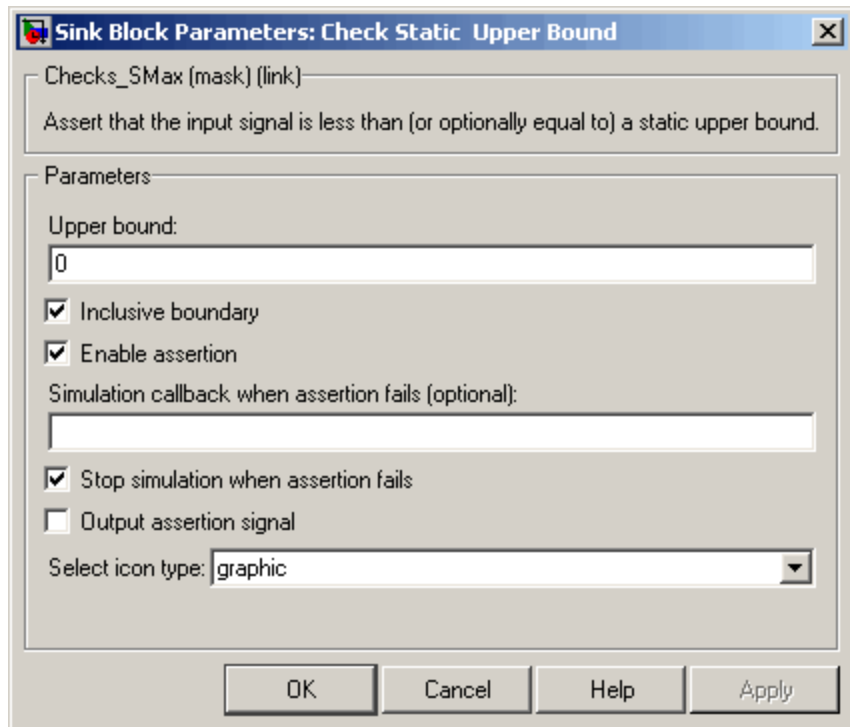 Sink Block Parameters: Check Static  Upper Bound
Checks_SMax (mask) (link)
Assert that the input signal is less than (or optionally equal to) a static upper bound.
Parameters
Upper bound:
0
Inclusive boundary
Enable assertion
Simulation callback when assertion fails (optional):
Stop simulation when assertion fails
Output assertion signal
Select icon type: graphic
OK Cancel Help Apply